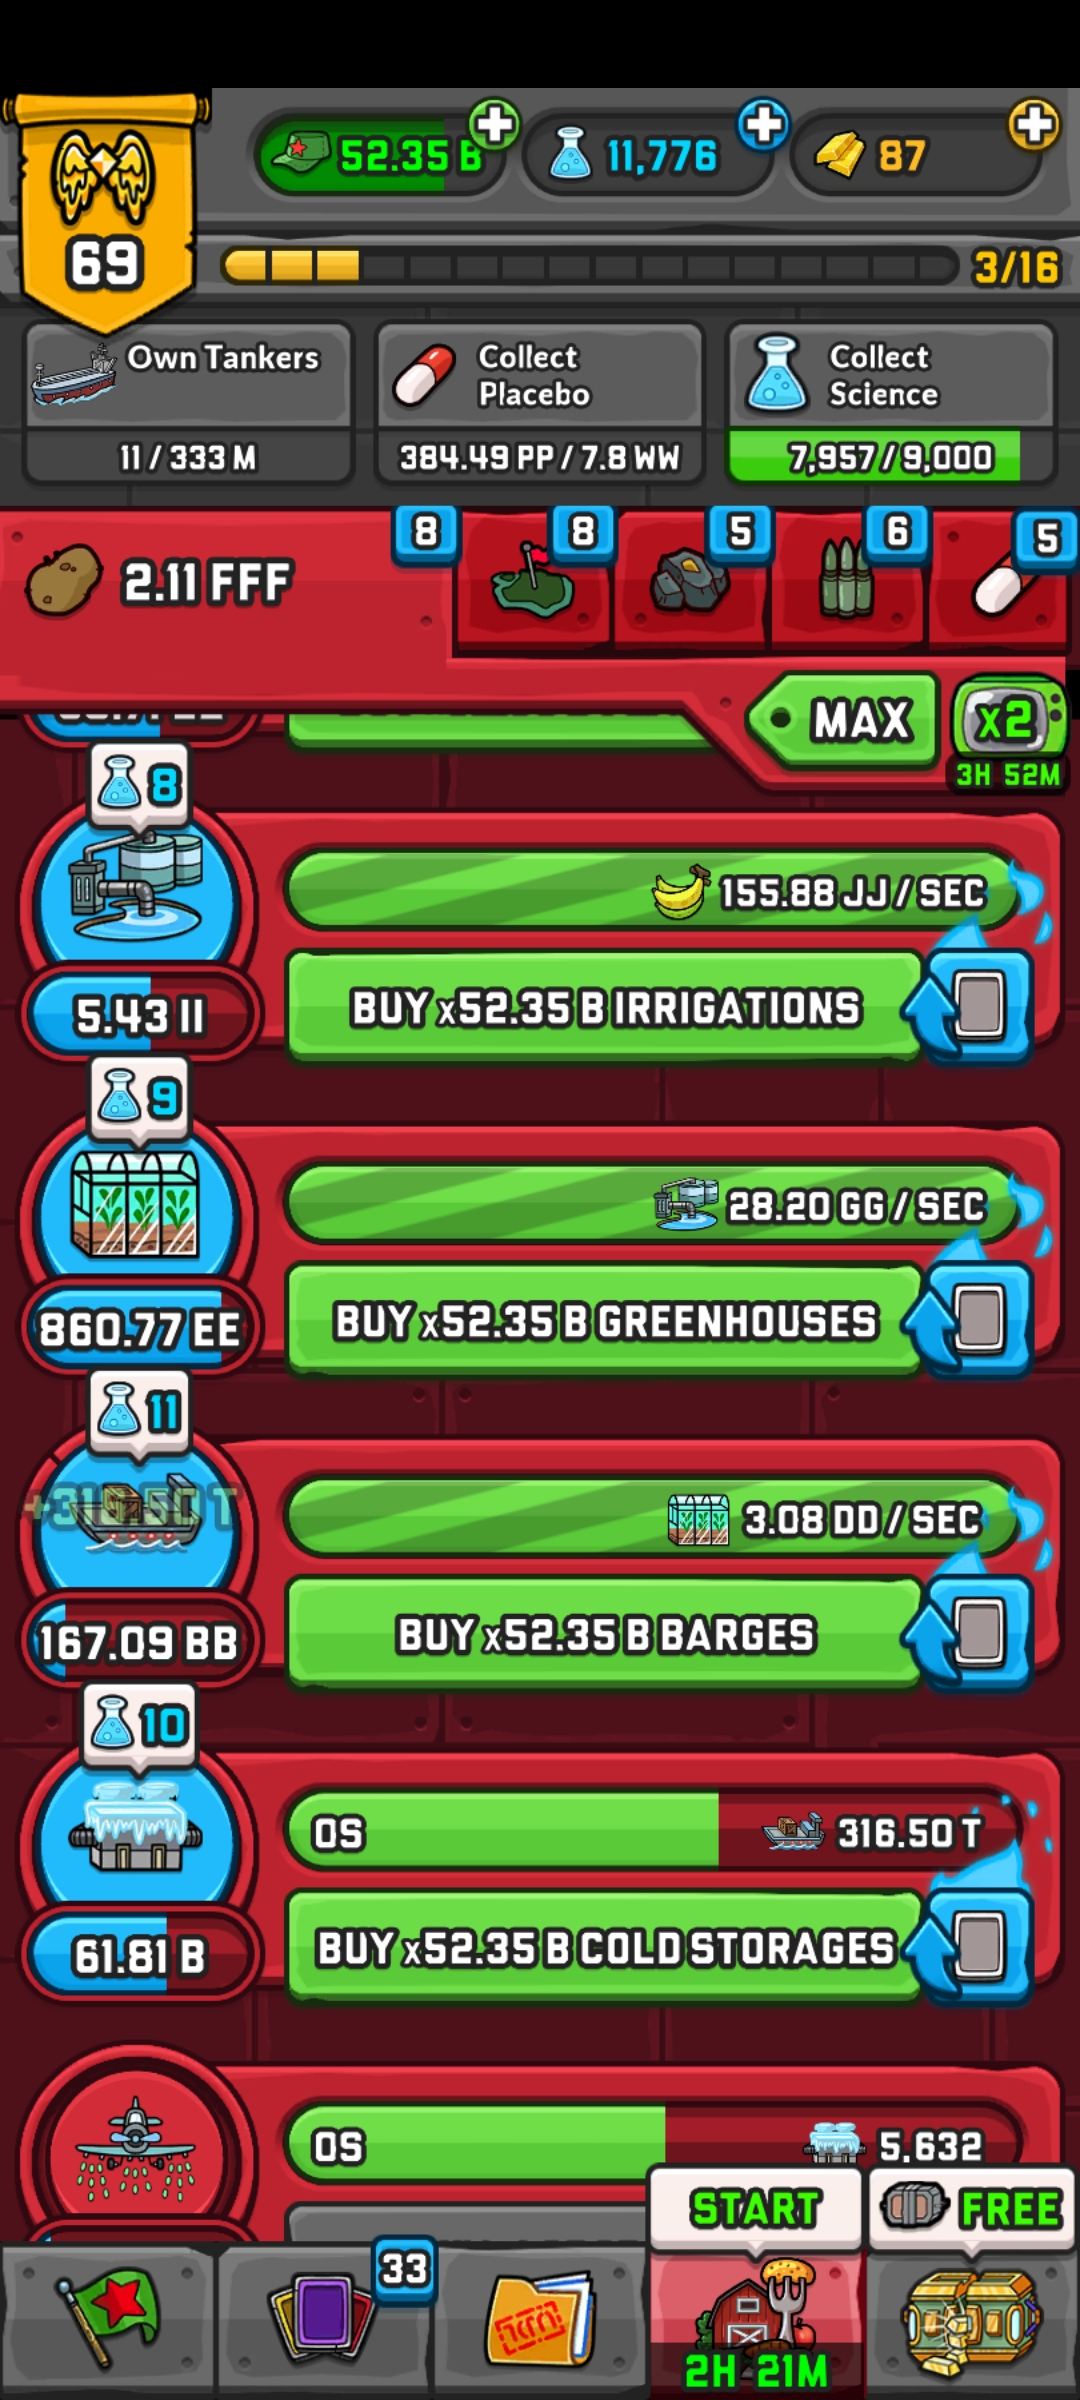 52.35 B
11,776
87
69
3/16
Own Tankers
11 / 333 M
Collect
Placebo
384.49 PP / 7.8 WW
Collect
Science
7,957 / 9,000
2.11 FFF
8
8
5
6
5
MAX
x2
3H 52M
8
155.88 JJ / SEC
5.43 II
BUY x52.35 B IRRIGATIONS
9
28.20 GG / SEC
860.77 EE
BUY x52.35 B GREENHOUSES
11
+316.50 T
3.08 DD / SEC
167.09 BB
BUY x52.35 B BARGES
10
0S
316.50 T
61.81 B
BUY x52.35 B COLD STORAGES
0S
5,632
START
FREE
33
2H 21M